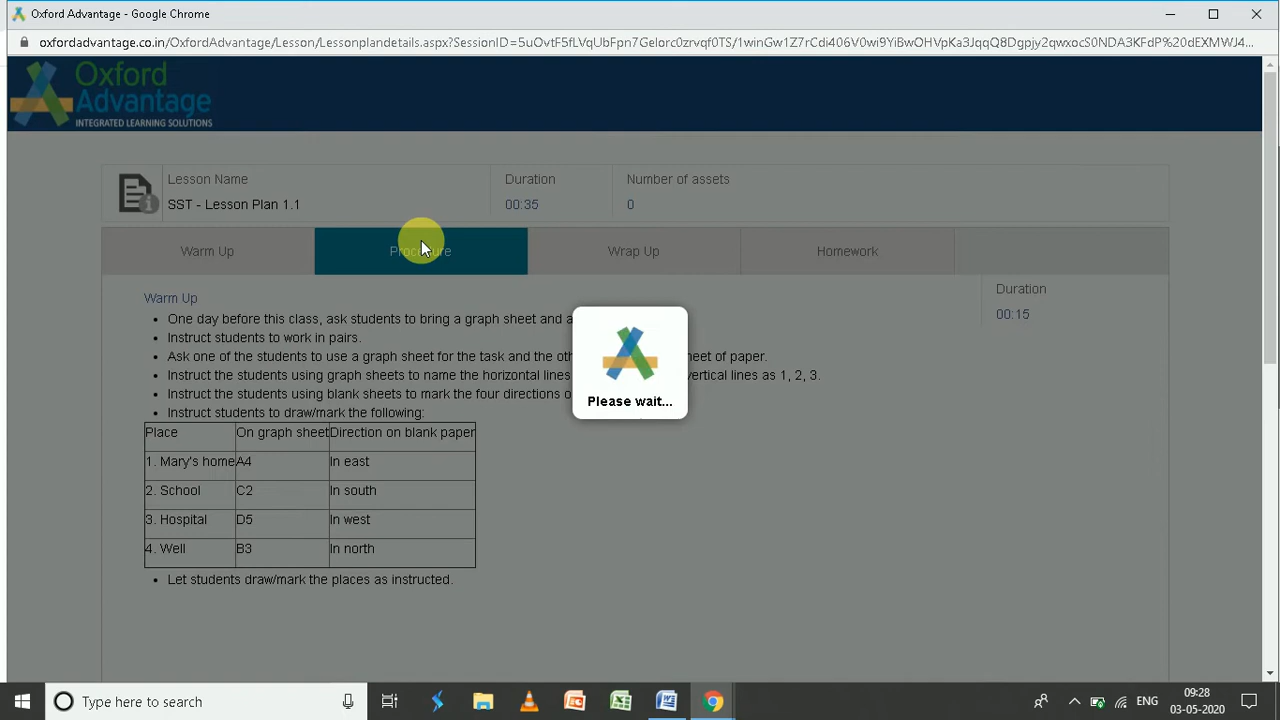 Oxford Advantage - Google Chrome
oxfordadvantage.co.in/OxfordAdvantage/Lesson/Lessonplandetails.aspx?SessionID=
Oxford
Advantage
INTEGRATED LEARNING SOLUTIONS
Lesson Name
SST - Lesson Plan 1.1
Duration
00:35
Number of assets
0
Warm Up
Procedure
Wrap Up
Homework
Warm Up
Duration
00:15
• One day before this class, ask students to bring a graph sheet and
• Instruct students to work in pairs.
• Ask one of the students to use a graph sheet for the task and the sheet of paper.
• Instruct the students using graph sheets to name the horizontal lines vertical lines as 1, 2, 3.
• Instruct the students using blank sheets to mark the four directions
• Instruct students to draw/mark the following:
Please wait...
Place On graph sheet Direction on blank paper
1. Mary's home A4 In east
2. School C2 In south
3. Hospital D5 In west
4. Well B3 In north
• Let students draw/mark the places as instructed.
Type here to search
ENG
09:28
03-05-2020